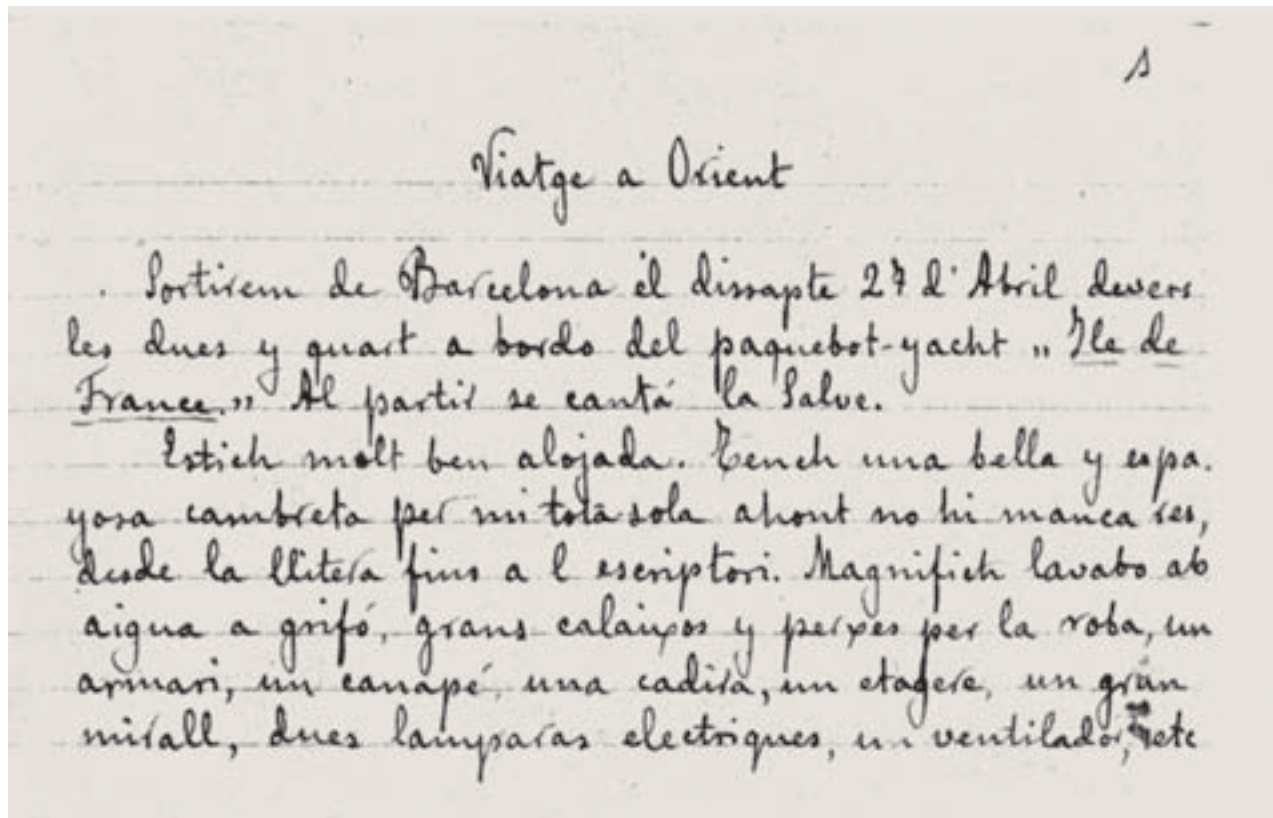 1
Viatge a Orient
Sortirem de Barcelona èl dissapte 27 d'Abril devers
les dues y quart a bordo del paquebot-yacht „Ile de
France.” Al partir se cantá la Salve.
Estich molt ben alojada. Tench una bella y espa-
yosa cambreta per mi tota sola ahont no hi manca res,
desde la llitera fins a l escriptori. Magnifich lavabo ab
aigua a grifó, grans calaixos y perxes per la roba, un
armari, un canapé, una cadira, un etagere, un gran
mirall, dues lamparas electriques, un ventilador, etc